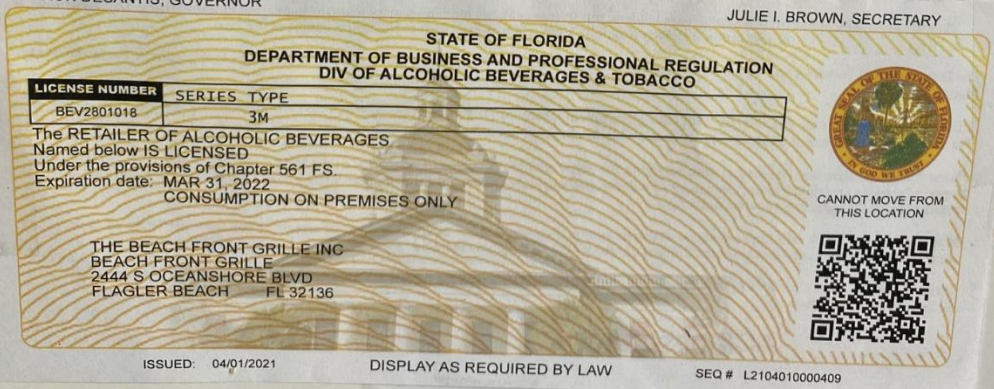 DESANTIS, GOVERNOR
JULIE I. BROWN, SECRETARY
STATE OF FLORIDA
DEPARTMENT OF BUSINESS AND PROFESSIONAL REGULATION
DIV OF ALCOHOLIC BEVERAGES & TOBACCO
LICENSE NUMBER SERIES TYPE
BEV2801018 3M
The RETAILER OF ALCOHOLIC BEVERAGES
Named below IS LICENSED
Under the provisions of Chapter 561 FS.
Expiration date: MAR 31, 2022
CONSUMPTION ON PREMISES ONLY
THE BEACH FRONT GRILLE INC
BEACH FRONT GRILLE
2444 S OCEANSHORE BLVD
FLAGLER BEACH FL 32136
GREAT SEAL OF THE STATE OF FLORIDA
IN GOD WE TRUST
CANNOT MOVE FROM
THIS LOCATION
ISSUED: 04/01/2021
DISPLAY AS REQUIRED BY LAW
SEQ # L2104010000409